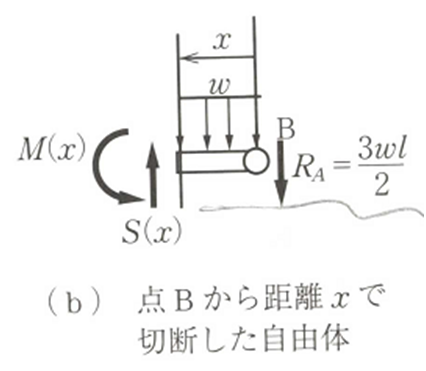 x
w
B
M(x)
R_A = 3wl/2
S(x)
(b) 点Bから距離xで
切断した自由体